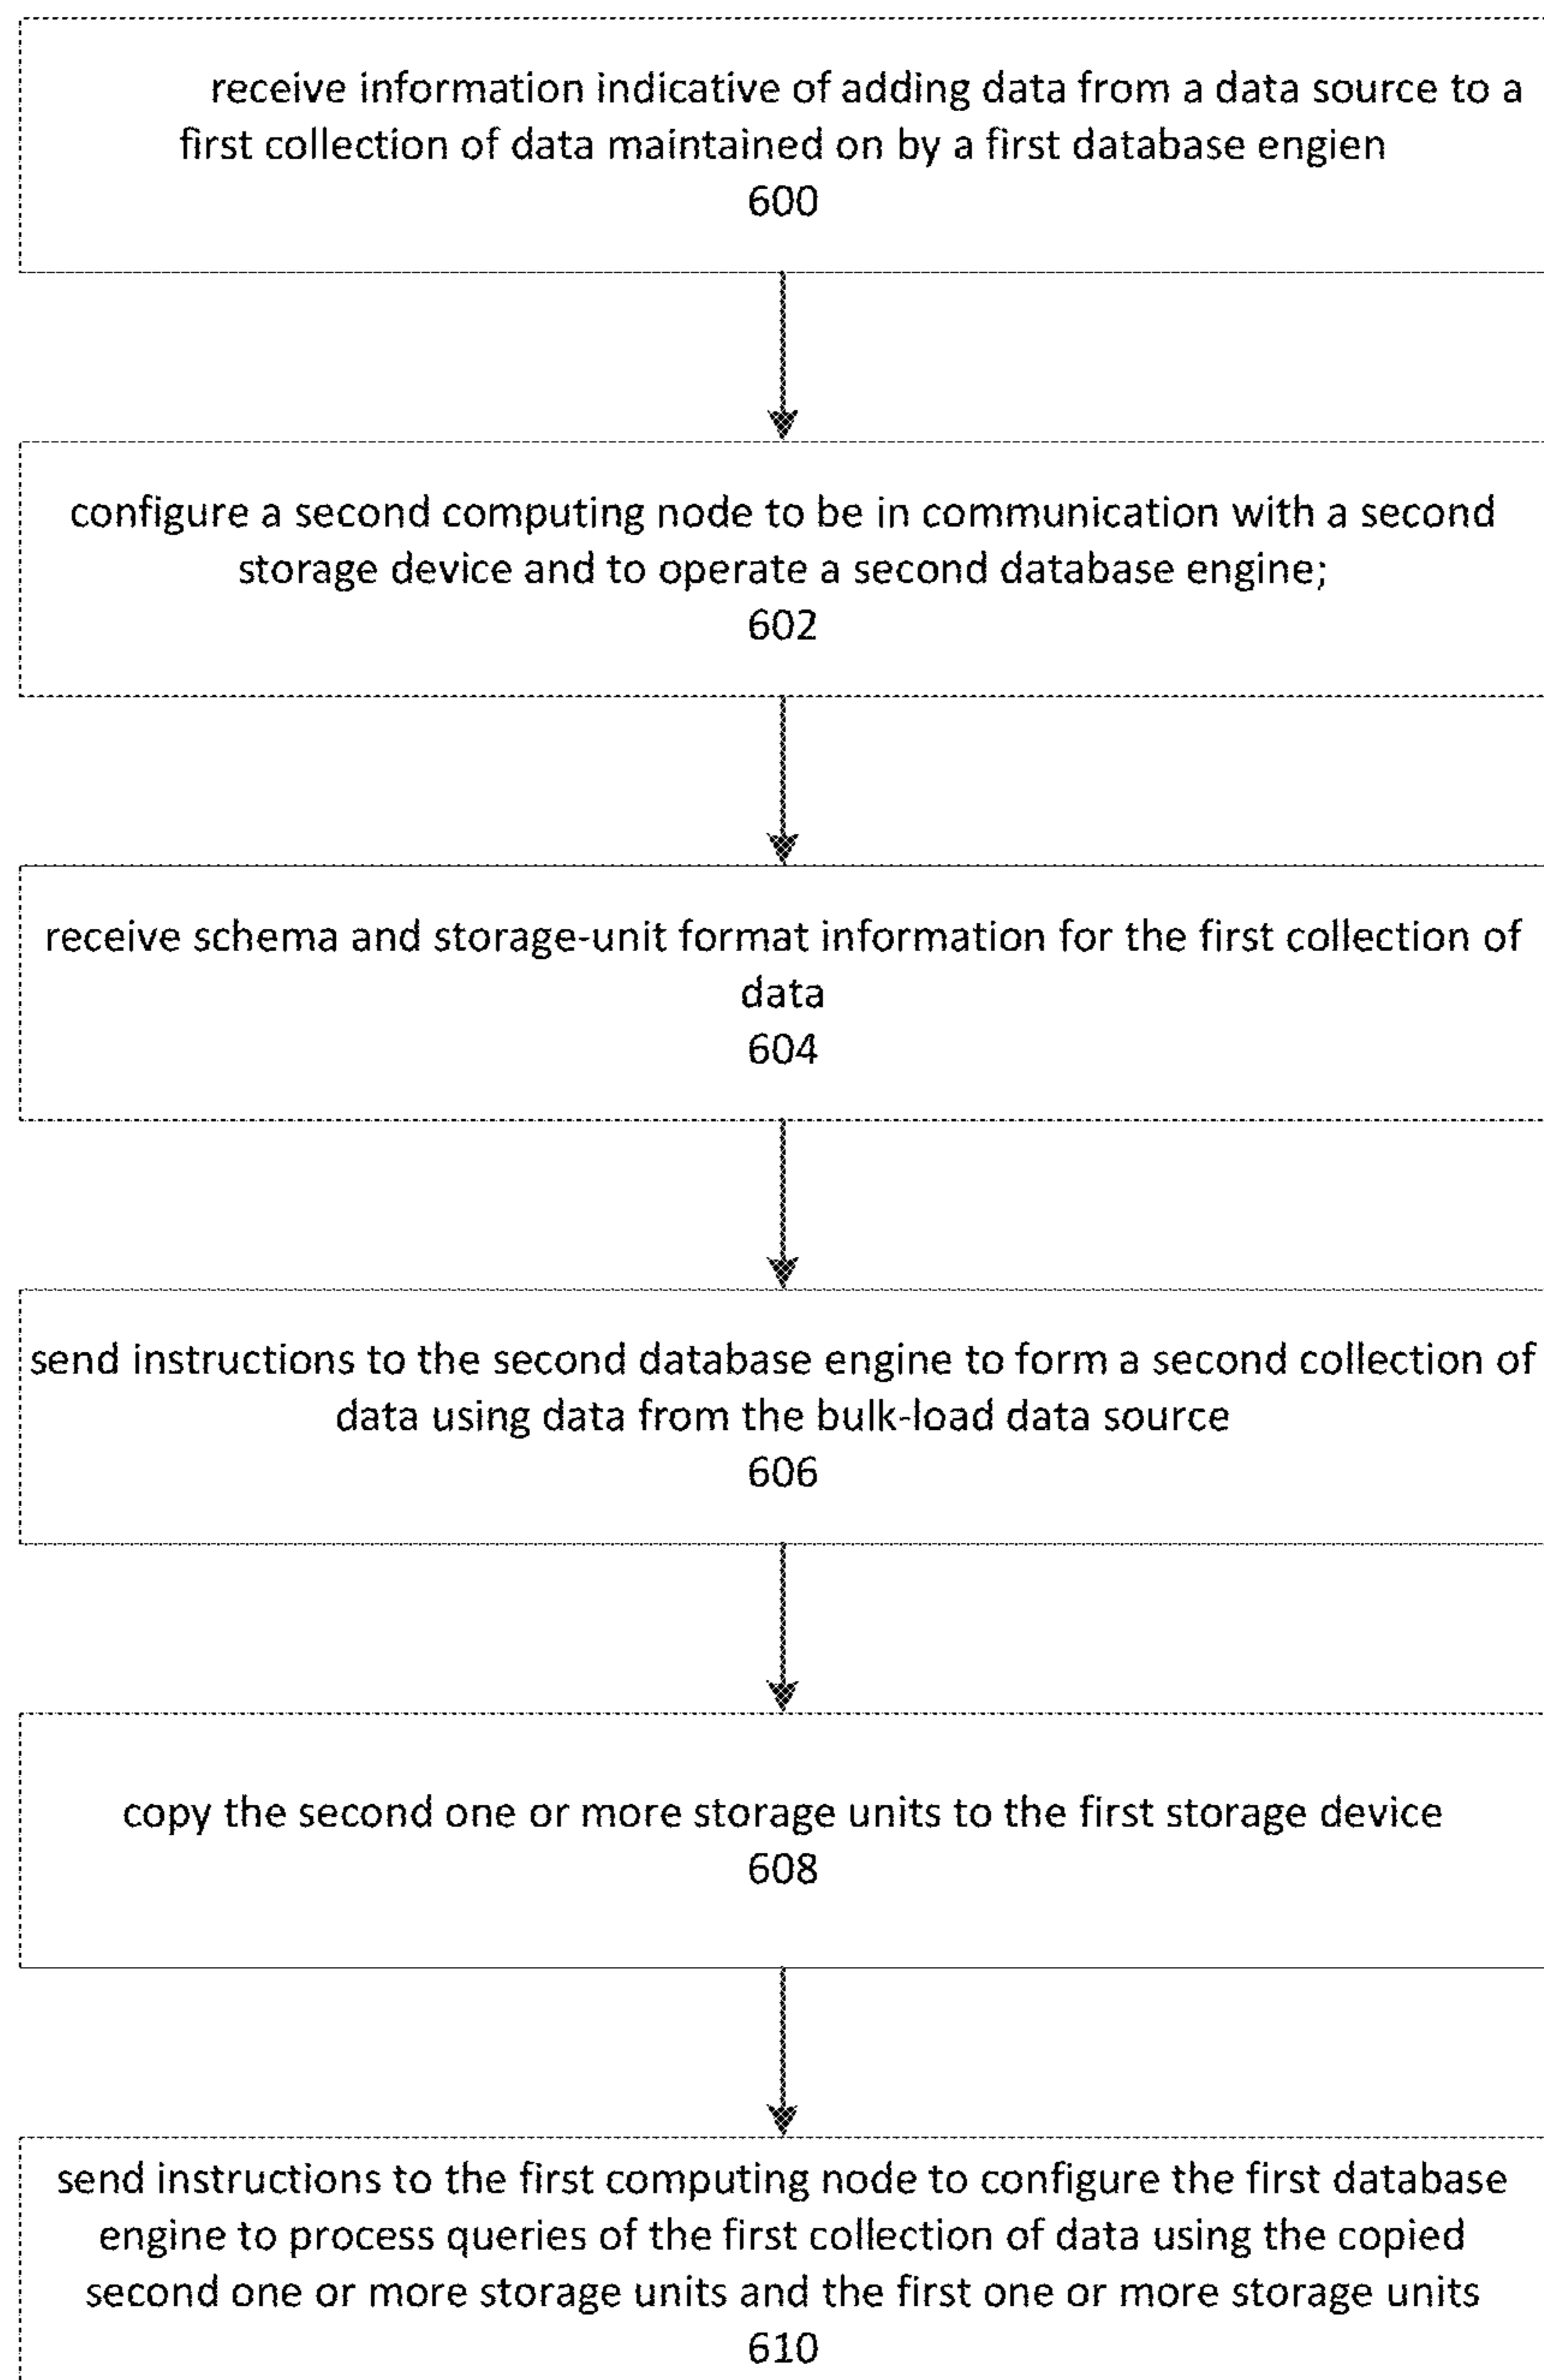 receive information indicative of adding data from a data source to a
first collection of data maintained on by a first database engien
600
configure a second computing node to be in communication with a second
storage device and to operate a second database engine;
602
receive schema and storage-unit format information for the first collection of
data
604
send instructions to the second database engine to form a second collection of
data using data from the bulk-load data source
606
copy the second one or more storage units to the first storage device
608
send instructions to the first computing node to configure the first database
engine to process queries of the first collection of data using the copied
second one or more storage units and the first one or more storage units
610